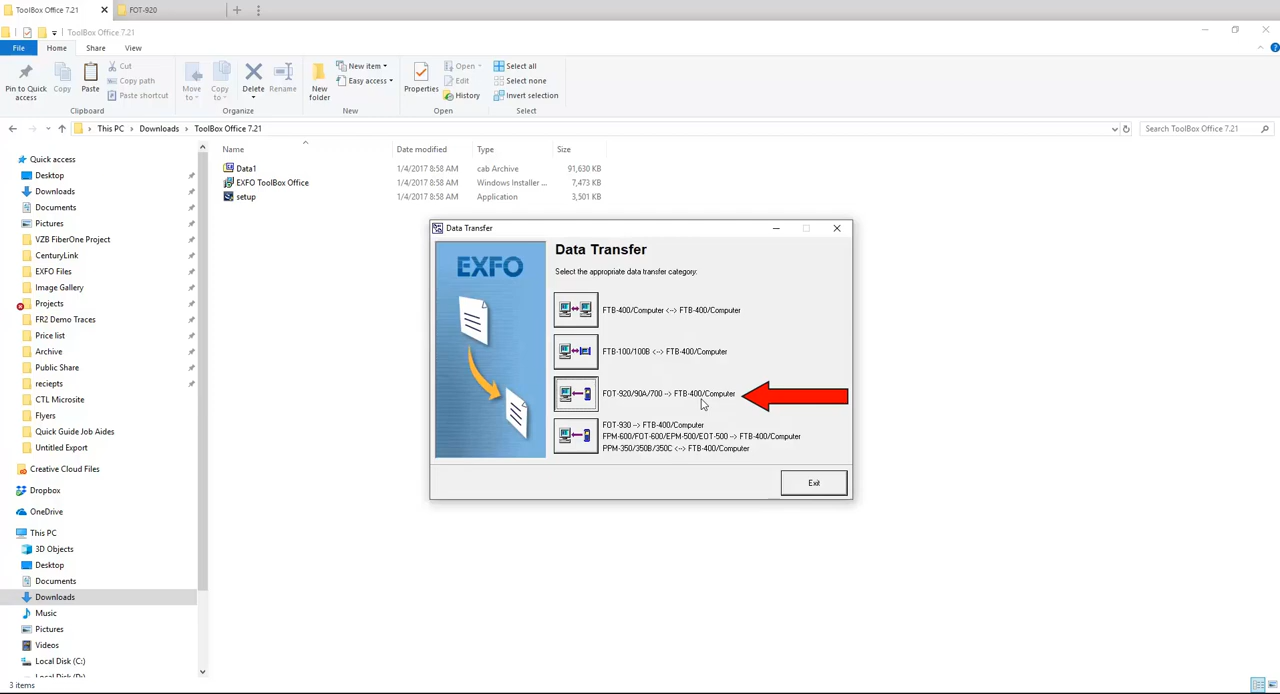 ToolBox Office 7.21
FOT-920
ToolBox Office 7.21
File
Home
Share
View
Pin to Quick access
Copy
Paste
Cut
Copy path
Paste shortcut
Clipboard
Move to
Copy to
Delete
Rename
Organize
New folder
New item
Easy access
New
Properties
Open
Edit
History
Open
Select all
Select none
Invert selection
Select
This PC > Downloads > ToolBox Office 7.21
Search ToolBox Office 7.21
Name Date modified Type Size
Data1 1/4/2017 8:58 AM cab Archive 91,630 KB
EXFO ToolBox Office 1/4/2017 8:58 AM Windows Installer ... 7,473 KB
setup 1/4/2017 8:58 AM Application 3,501 KB
Quick access
Desktop
Downloads
Documents
Pictures
VZB FiberOne Project
CenturyLink
EXFO Files
Image Gallery
Projects
FR2 Demo Traces
Price list
Archive
Public Share
reciepts
CTL Microsite
Flyers
Quick Guide Job Aides
Untitled Export
Creative Cloud Files
Dropbox
OneDrive
This PC
3D Objects
Desktop
Documents
Downloads
Music
Pictures
Videos
Local Disk (C:)
3 items
Data Transfer
EXFO
Data Transfer
Select the appropriate data transfer category:
FTB-400/Computer <--> FTB-400/Computer
FTB-100/100B <--> FTB-400/Computer
FOT-920/90A/700 --> FTB-400/Computer
FOT-930 --> FTB-400/Computer
FPM-600/FOT-600/EPM-500/EOT-500 --> FTB-400/Computer
PPM-350/350B/350C <--> FTB-400/Computer
Exit